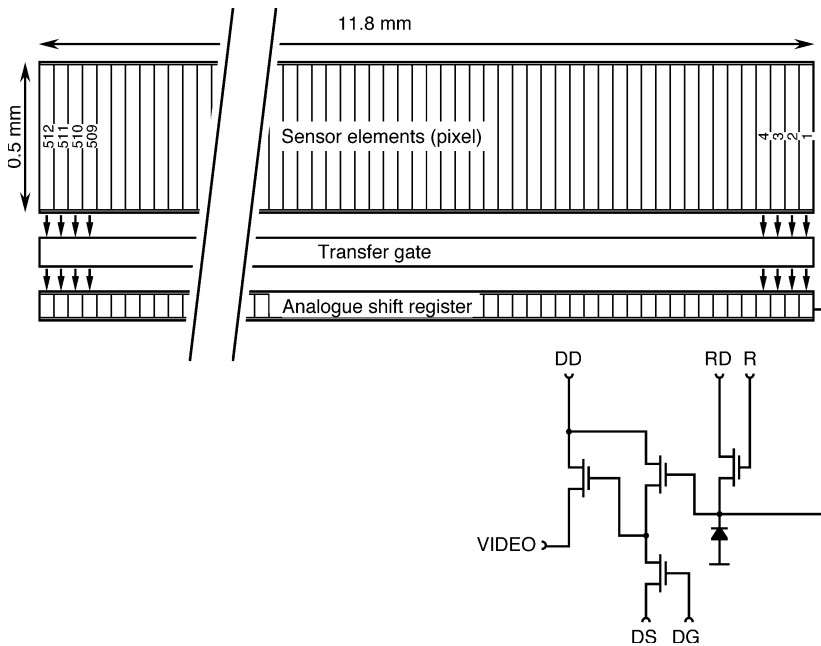 11.8 mm
0.5 mm
512
511
510
509
Sensor elements (pixel)
4
3
2
1
Transfer gate
Analogue shift register
DD
RD R
VIDEO
DS DG